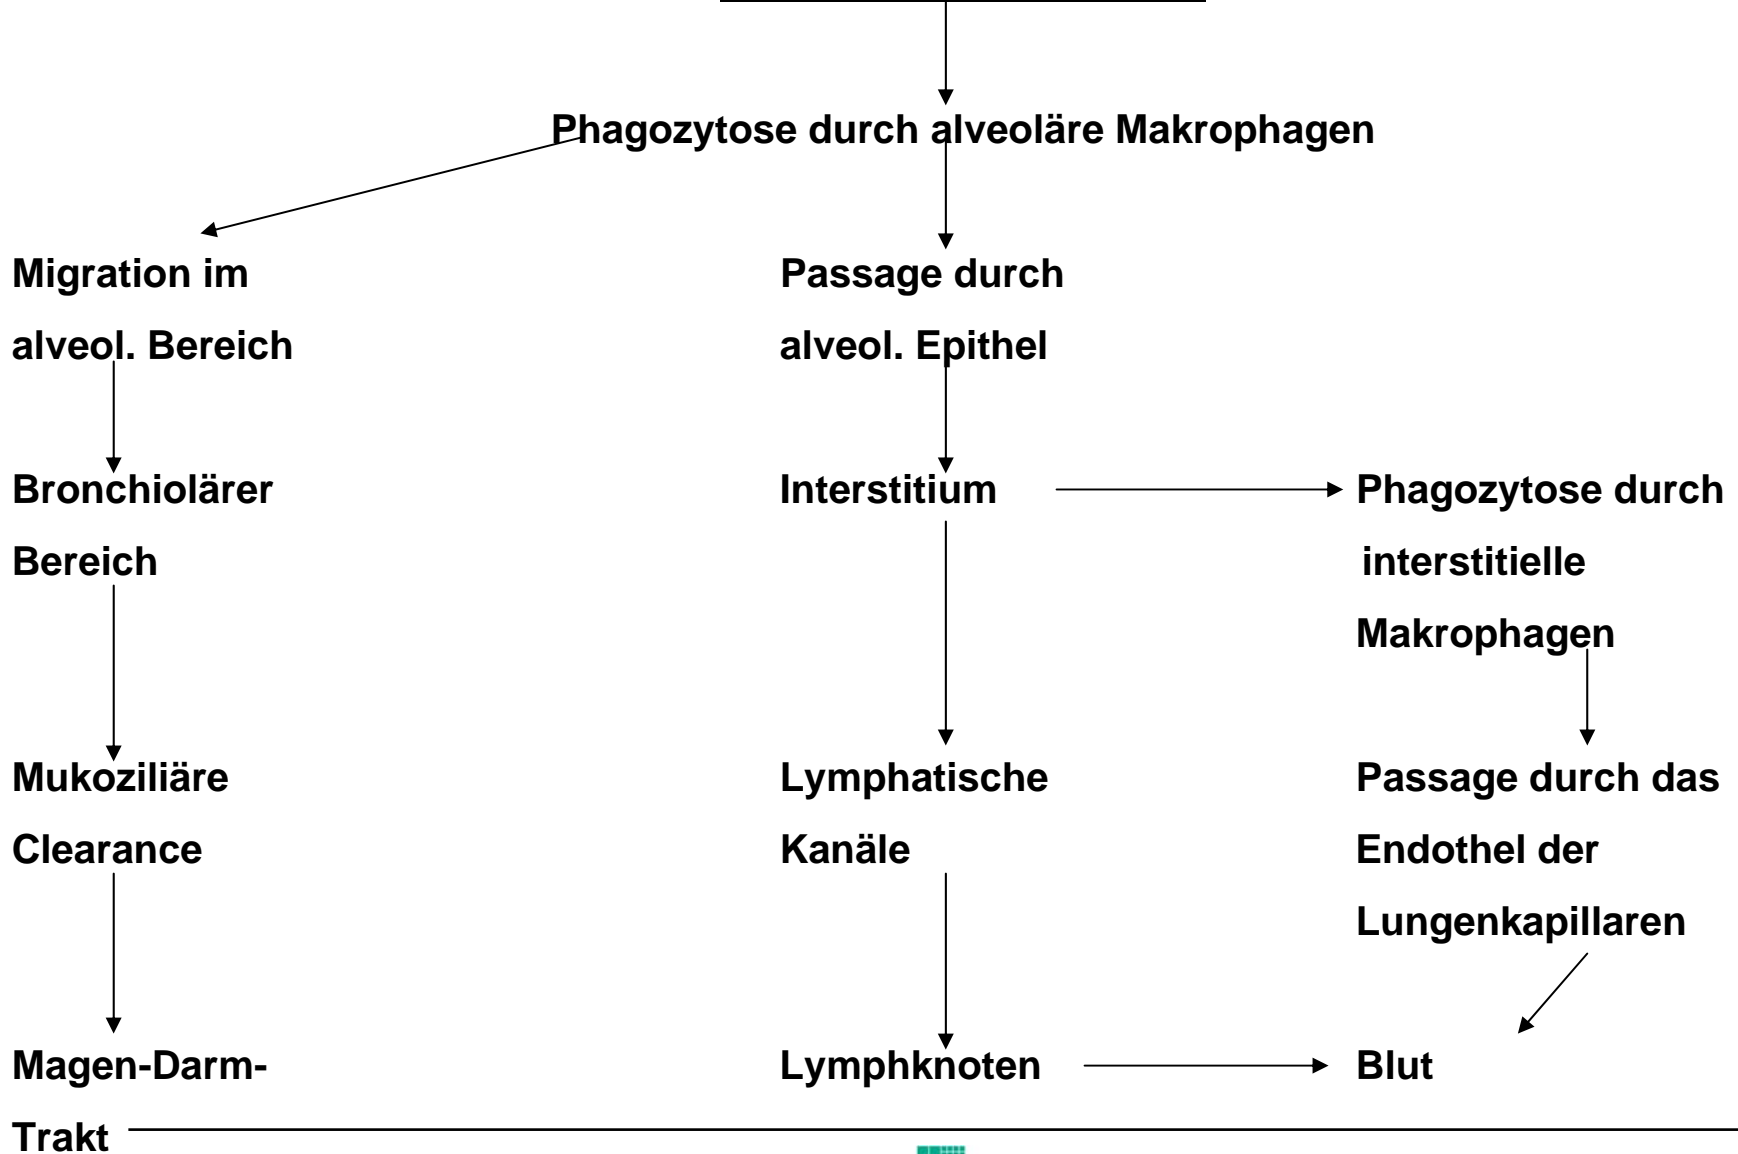 Phagozytose durch alveoläre Makrophagen
Migration im
alveol. Bereich
Passage durch
alveol. Epithel
Bronchiolärer
Bereich
Interstitium
Phagozytose durch
interstitielle
Makrophagen
Mukoziliäre
Clearance
Lymphatische
Kanäle
Passage durch das
Endothel der
Lungenkapillaren
Magen-Darm-
Trakt
Lymphknoten
Blut